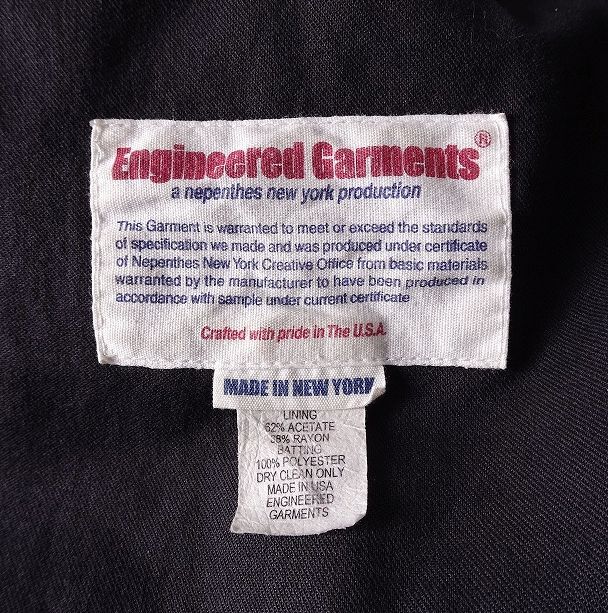 Engineered Garments®
a nepenthes new york production
This Garment is warranted to meet or exceed the standards
of specification we made and was produced under certificate
of Nepenthes New York Creative Office from basic materials
warranted by the manufacturer to have been produced in
accordance with sample under current certificate
Crafted with pride in The U.S.A.
MADE IN NEW YORK
LINING
62% ACETATE
38% RAYON
BATTING
100% POLYESTER
DRY CLEAN ONLY
MADE IN USA
ENGINEERED
GARMENTS